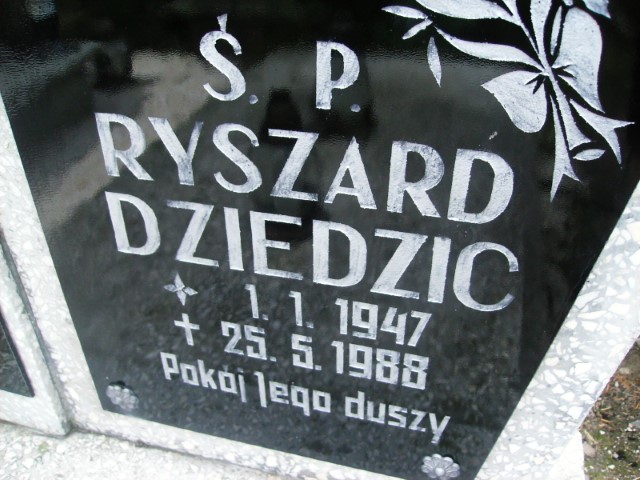 Ś. P.
RYSZARD
DZIEDZIC
1. 1. 1947
25. 5. 1988
Pokój Jego duszy